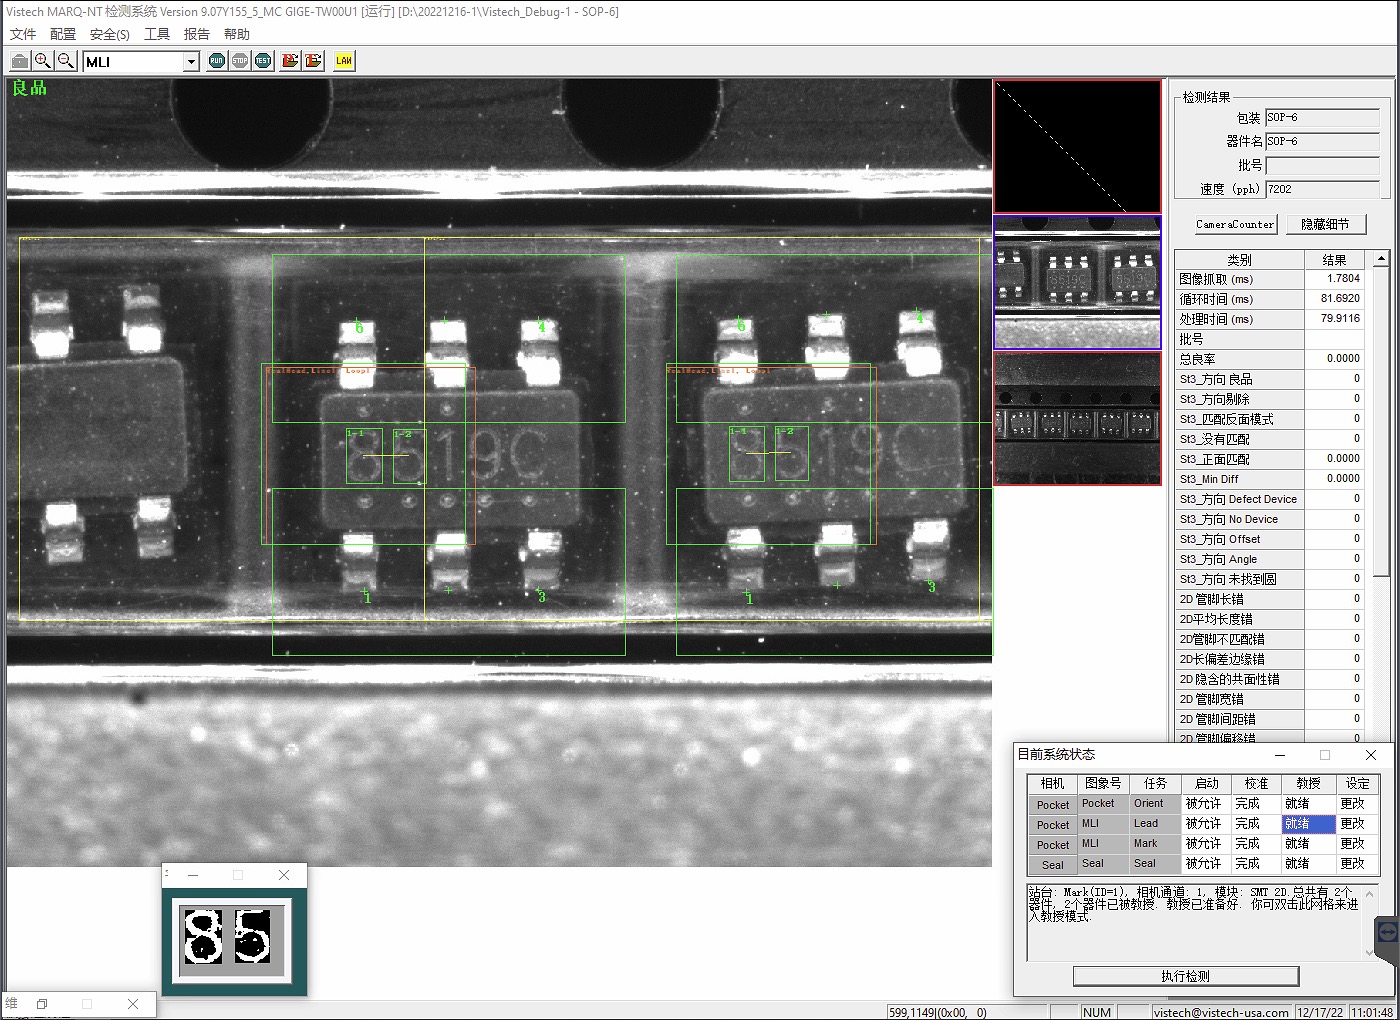 Vistech MARQ-NT 检测系统 Version 9.07Y155_5_MC GIGE-TW00U1 [运行] [D:\20221216-1\Vistech_Debug-1 - SOP-6]
文件 配置 安全(S) 工具 报告 帮助
MLI RUN STOP TEST LAW
良品
6 4 6 4
1-1 1-2 1-1 1-2
8519C 8519C
1 3 1 3
85
检测结果
包装 SOP-6
器件名 SOP-6
批号
速度 (pph) 7202
CameraCounter 隐藏细节
类别 结果
图像抓取 (ms) 1.7804
循环时间 (ms) 81.6920
处理时间 (ms) 79.9116
批号
总良率 0.0000
St3_方向 良品 0
St3_方向剔除 0
St3_匹配反面模式 0
St3_没有匹配 0
St3_正面匹配 0.0000
St3_Min Diff 0.0000
St3_方向 Defect Device 0
St3_方向 No Device 0
St3_方向 Offset 0
St3_方向 Angle 0
St3_方向 未找到圆 0
2D 管脚长错 0
2D平均长度错 0
2D管脚不匹配错 0
2D长偏差边缘错 0
2D 隐含的共面性错 0
2D 管脚宽错 0
2D 管脚间距错 0
2D 管脚偏移错 0
目前系统状态
相机 图象号 任务 启动 校准 教授 设定
Pocket Pocket Orient 被允许 完成 就绪 更改
Pocket MLI Lead 被允许 完成 就绪 更改
Pocket MLI Mark 被允许 完成 就绪 更改
Seal Seal Seal 被允许 完成 就绪 更改
站台: Mark(ID=1), 相机通道: 1, 模块: SMT 2D.总共有 2个
器件, 2个器件已被教授. 教授已准备好. 你可双击此网格来进
入教授模式.
执行检测
维
599,1149|(0x00, 0) NUM vistech@vistech-usa.com 12/17/22 11:01:48